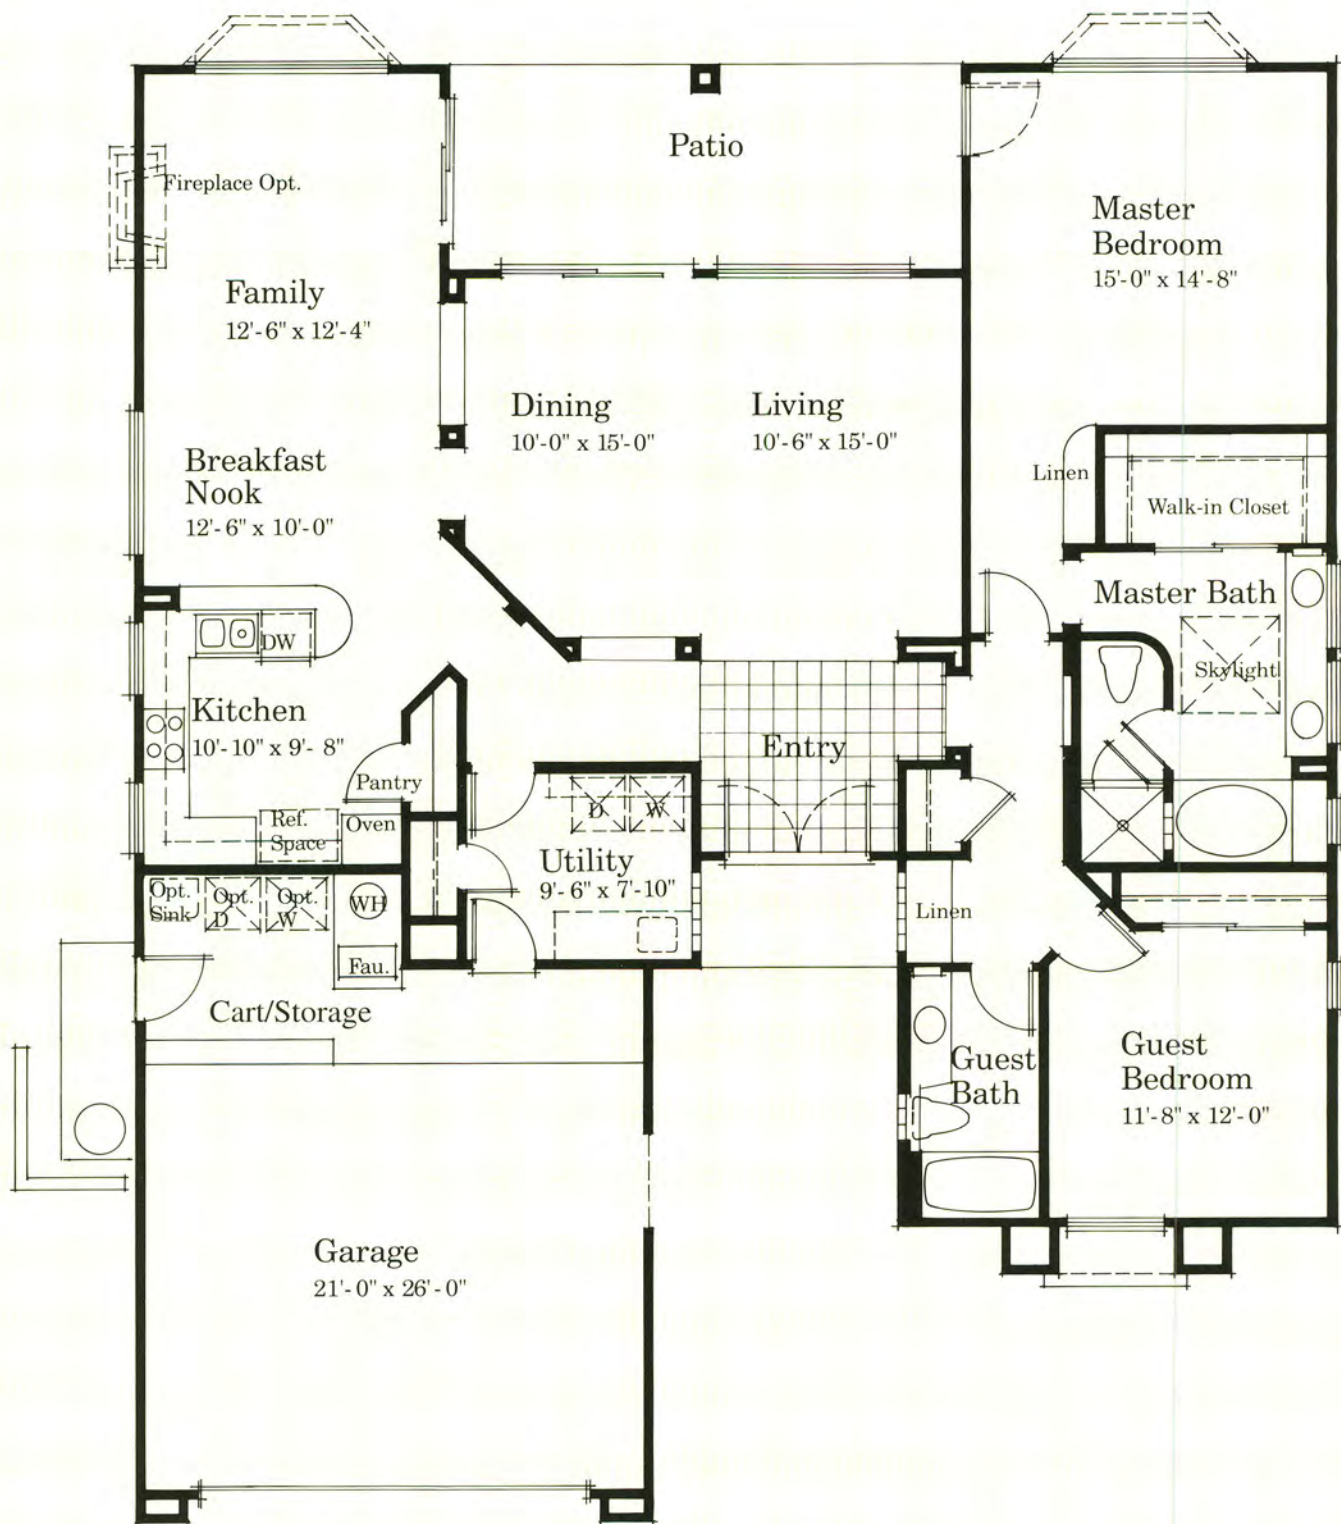 Patio
Fireplace Opt.
Master
Bedroom
15'-0" x 14'-8"
Family
12'-6" x 12'-4"
Dining
10'-0" x 15'-0"
Living
10'-6" x 15'-0"
Breakfast
Nook
12'-6" x 10'-0"
Linen
Walk-in Closet
Master Bath
Skylight
DW
Kitchen
10'-10" x 9'- 8"
Entry
Pantry
Ref.
Space
Oven
D
W
Utility
9'- 6" x 7'-10"
Opt.
Sink
Opt.
D
Opt.
W
WH
Fau.
Linen
Cart/Storage
Guest
Bath
Guest
Bedroom
11'-8" x 12'-0"
Garage
21'-0" x 26'-0"